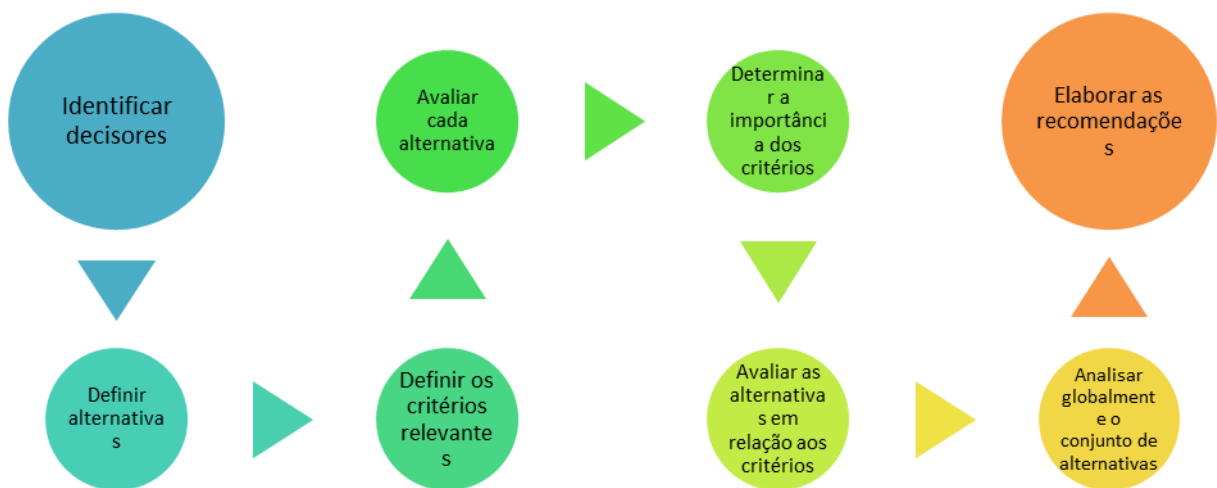 Identificar
decisores
Definir
alternativa
s
Definir os
critérios
relevante
s
Avaliar
cada
alternativa
Determina
r a
importânci
a dos
critérios
Avaliar as
alternativa
s em
relação aos
critérios
Analisar
globalment
e o
conjunto de
alternativas
Elaborar as
recomendaçõe
s